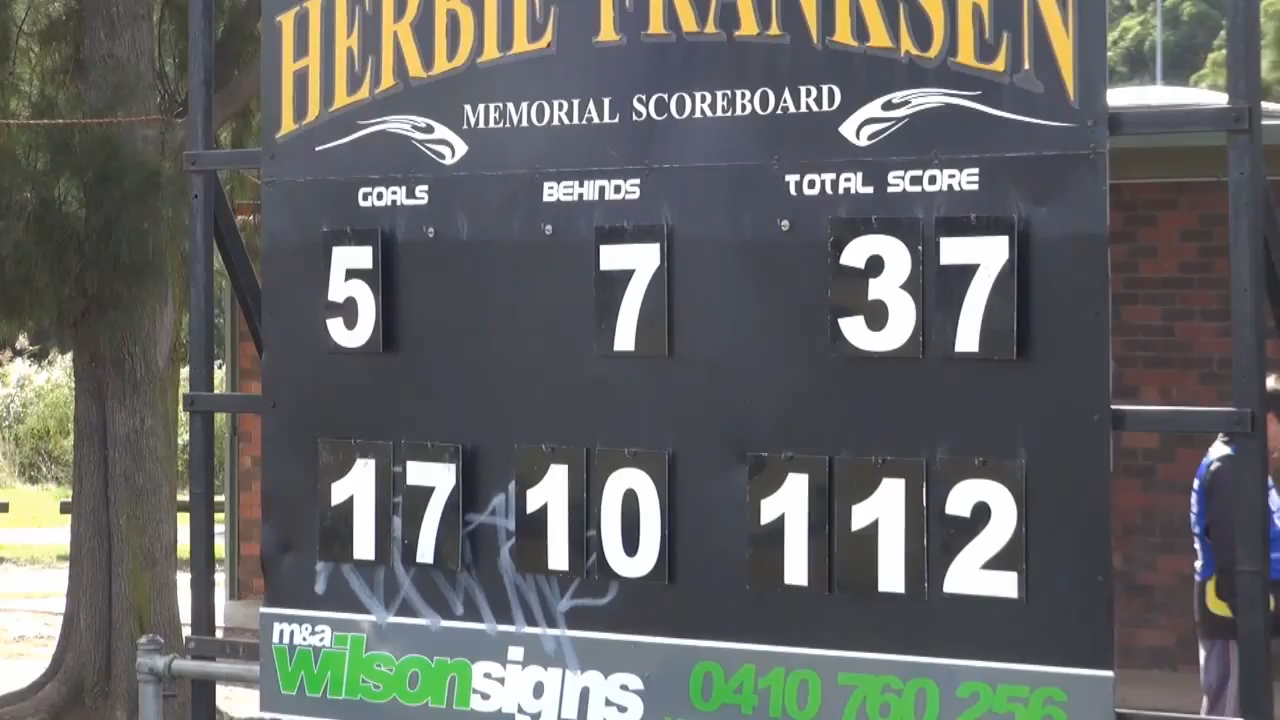 HERBIE FRANKSEN
MEMORIAL SCOREBOARD
GOALS BEHINDS TOTAL SCORE
5 7 37
17 10 112
m&a
wilsonsigns 0410 760 256